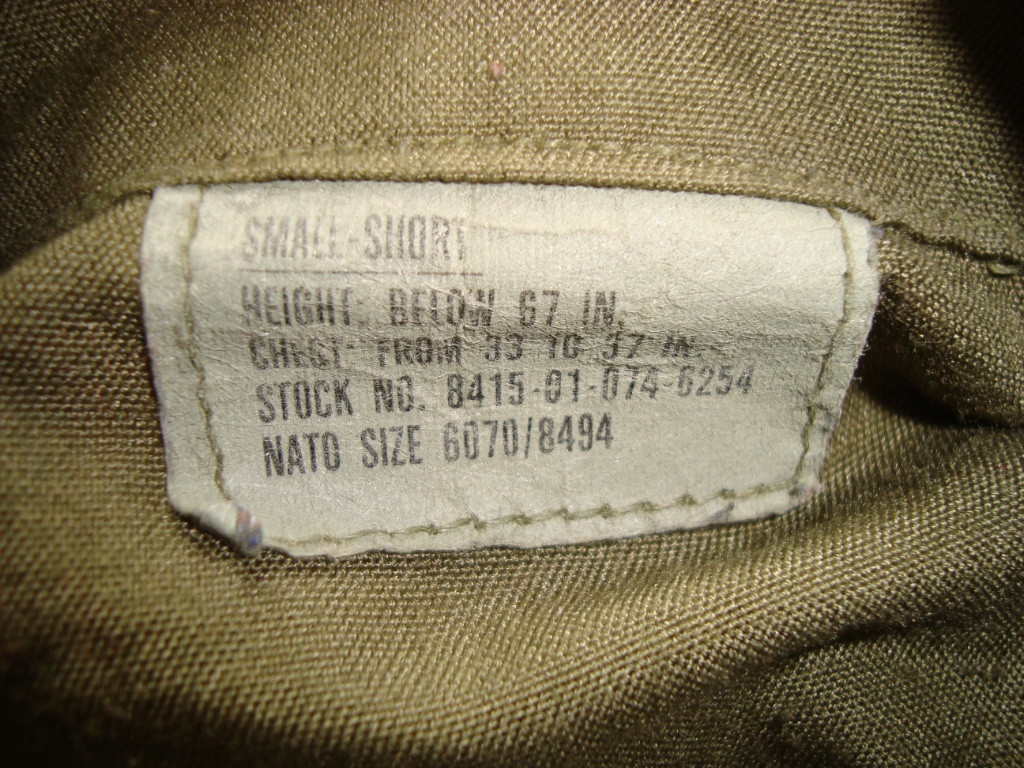 SMALL-SHORT
HEIGHT: BELOW 67 IN.
CHEST: FROM 33 TO 37 IN.
STOCK NO. 8415-01-074-6254
NATO SIZE 6070/8494